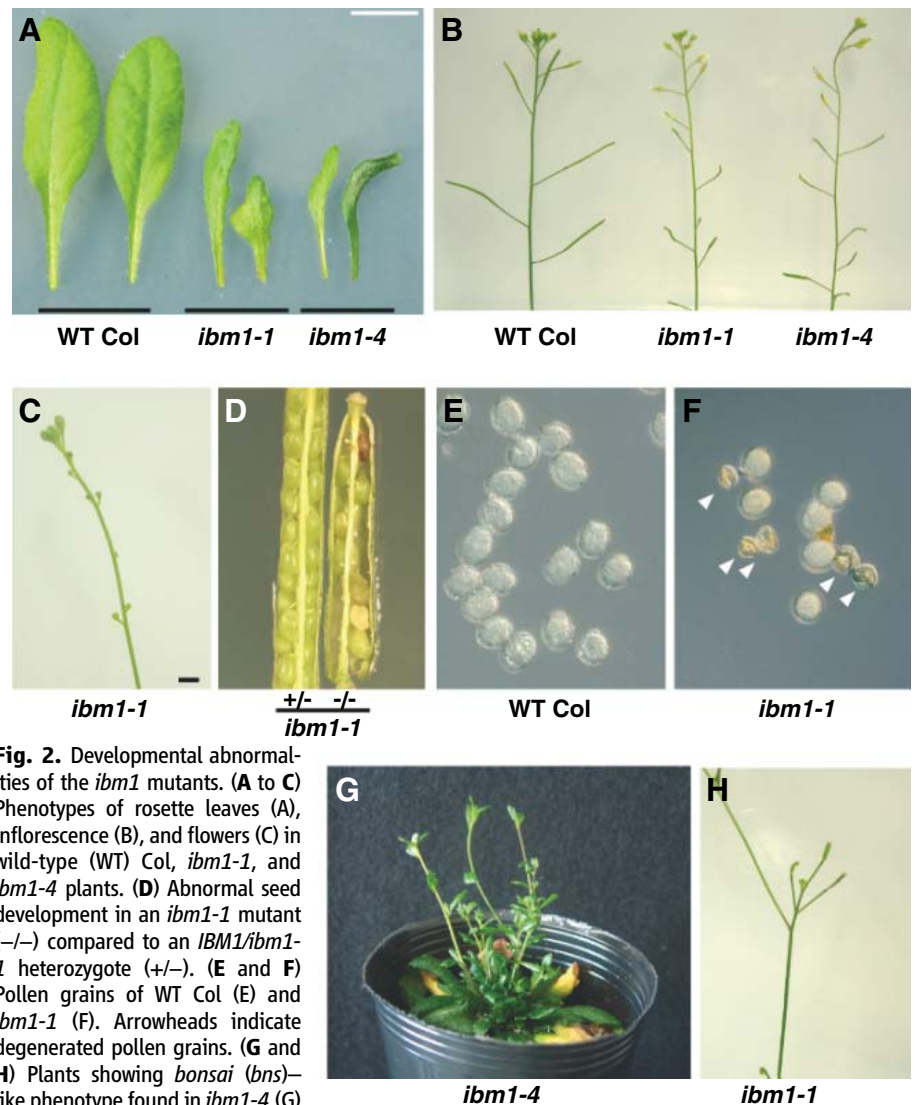 A
B
WT Col ibm1-1 ibm1-4
WT Col ibm1-1 ibm1-4
C
D
E
F
+/- -/-
ibm1-1
ibm1-1
WT Col
ibm1-1
Fig. 2. Developmental abnormal-
ities of the ibm1 mutants. (A to C)
Phenotypes of rosette leaves (A),
inflorescence (B), and flowers (C) in
wild-type (WT) Col, ibm1-1, and
ibm1-4 plants. (D) Abnormal seed
development in an ibm1-1 mutant
(−/−) compared to an IBM1/ibm1-
1 heterozygote (+/−). (E and F)
Pollen grains of WT Col (E) and
ibm1-1 (F). Arrowheads indicate
degenerated pollen grains. (G and
H) Plants showing bonsai (bns)–
like phenotype found in ibm1-4 (G)
G
H
ibm1-4
ibm1-1